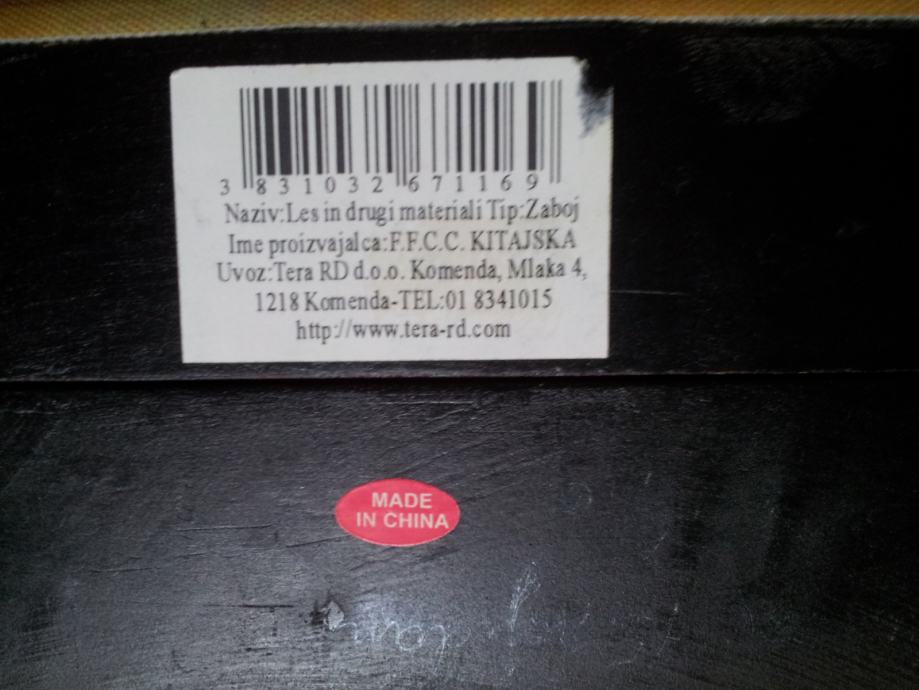 3 831032 671169
Naziv:Les in drugi materiali Tip:Zaboj
Ime proizvajalca:F.F.C.C. KITAJSKA
Uvoz:Tera RD d.o.o. Komenda, Mlaka 4,
1218 Komenda-TEL:01 8341015
http://www.tera-rd.com
MADE
IN CHINA